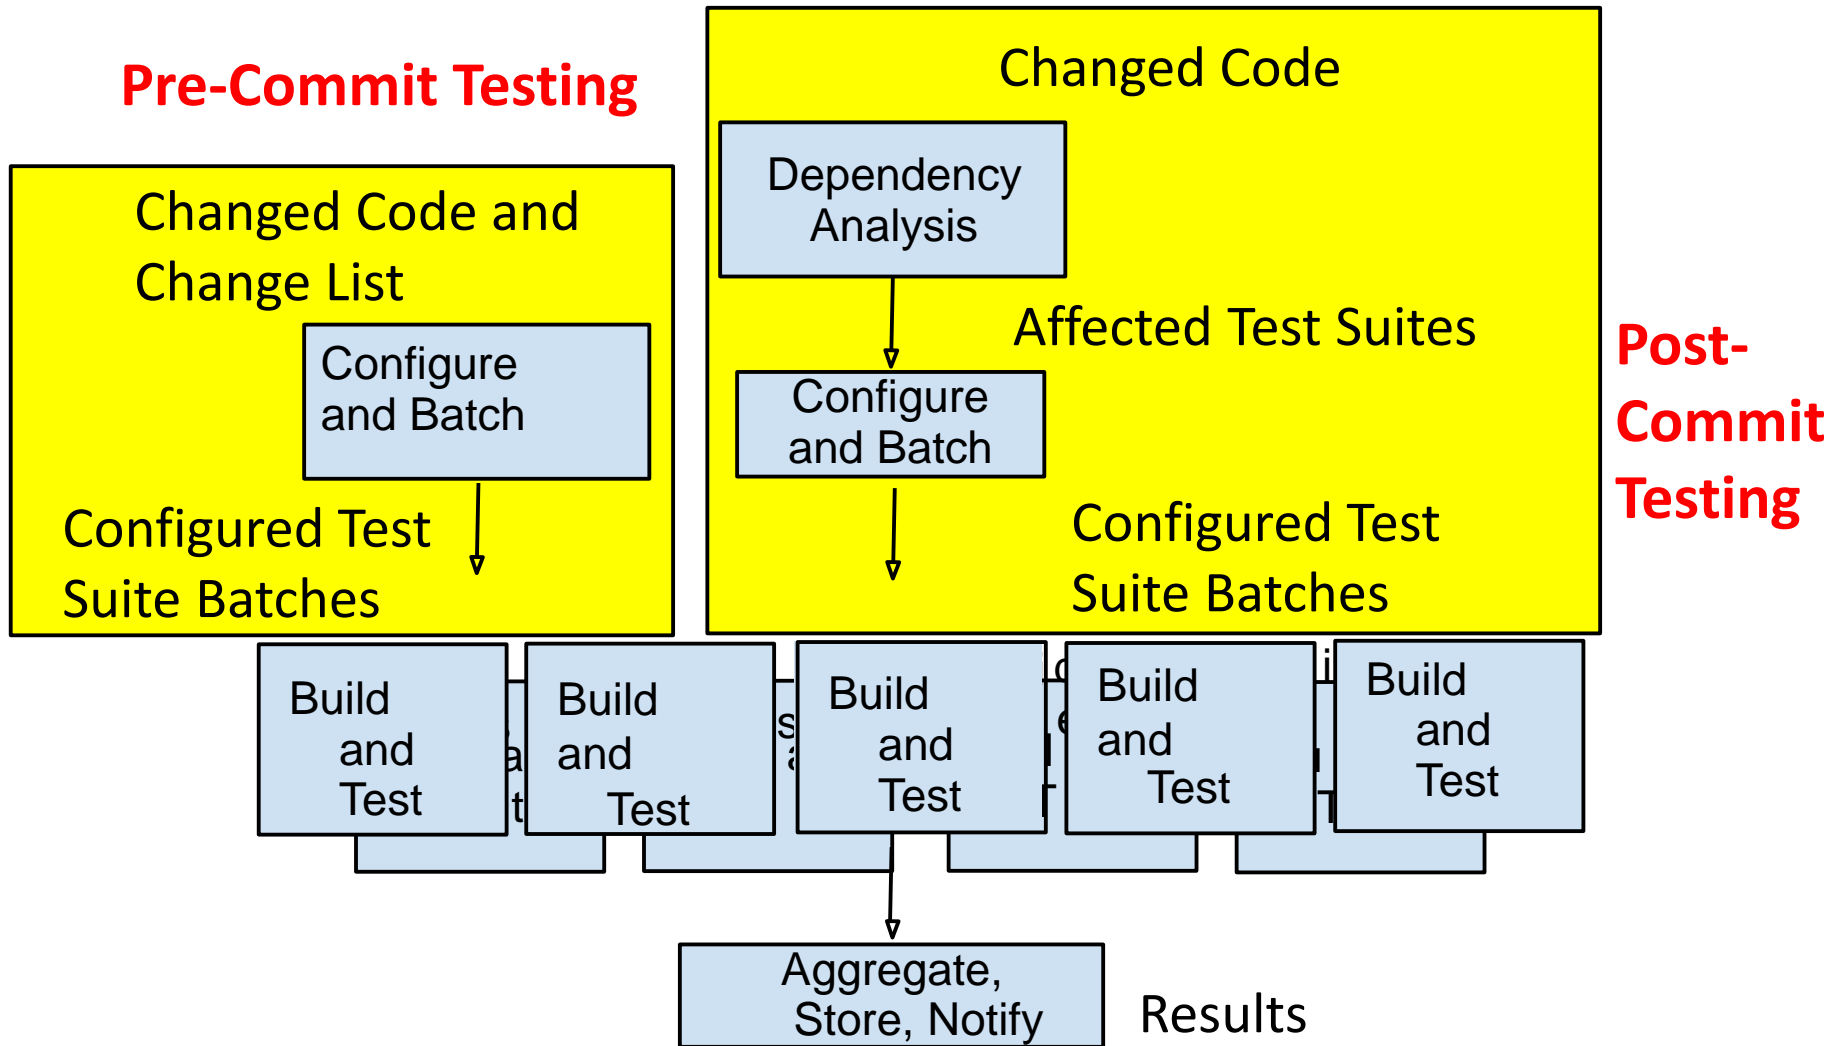 Pre-Commit Testing
Changed Code and
Change List
Configure
and Batch
Configured Test
Suite Batches
Changed Code
Dependency
Analysis
Affected Test Suites
Configure
and Batch
Configured Test
Suite Batches
Post-
Commit
Testing
Build
and
Test
Build
and
Test
Build
and
Test
Build
and
Test
Build
and
Test
Aggregate,
Store, Notify
Results